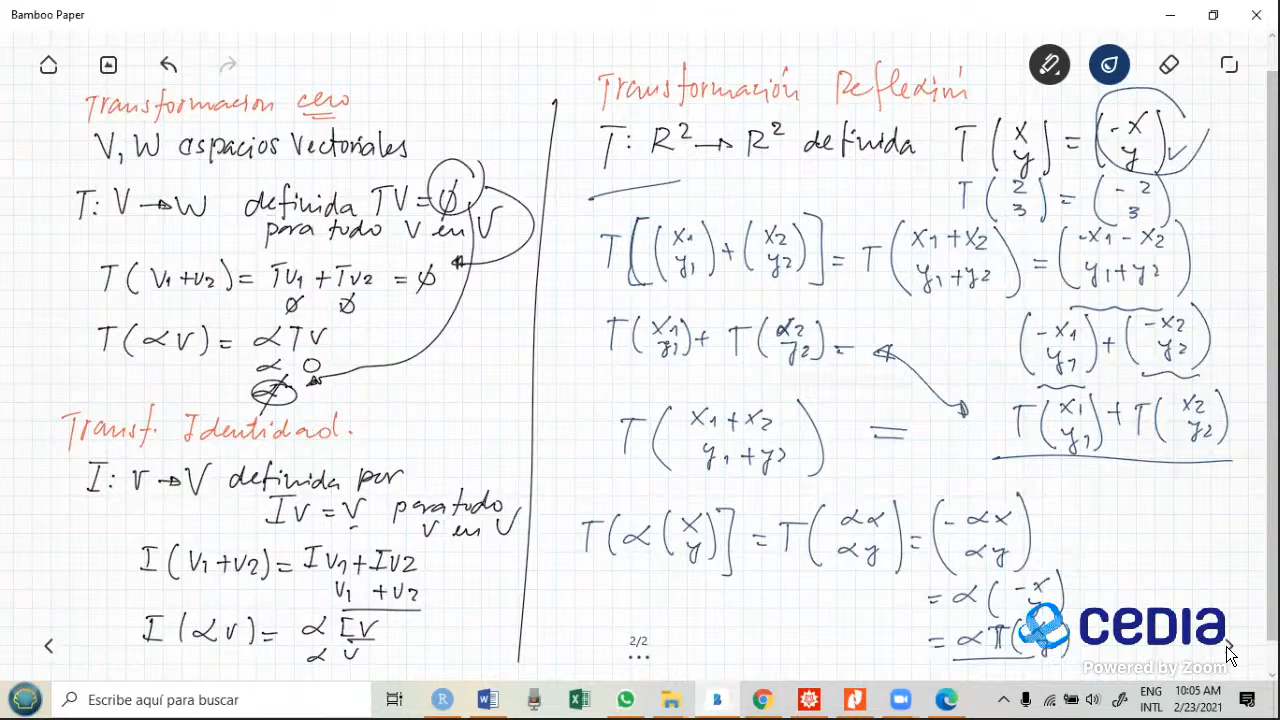 Bamboo Paper
Transformacion cero
V, W espacios Vectoriales
T: V → W definida TV = ∅
para todo V en V
T(V1+V2) = TV1 + TV2 = ∅
∅ ∅
T(αV) = αTV
α 0
Transf. Identidad.
I: V → V definida por
IV = V para todo
V en V
I(V1+V2) = IV1 + IV2
V1 + V2
I(αV) = α IV
α V
Transformación Reflexión
T: R² → R² definida T(x y) = (-x y)
T(2 3) = (-2 3)
T[(x1 y1) + (x2 y2)] = T(x1+x2 y1+y2) = (-x1-x2 y1+y2)
T(x1 y1) + T(x2 y2) = (-x1 y1) + (-x2 y2)
T(x1+x2 y1+y2) = T(x1 y1) + T(x2 y2)
T(α(x y)] = T(αα αy) = (-αx αy)
= α(-x
= αT(
2/2
...
cedia
Powered by Zoom
Escribe aquí para buscar
ENG
INTL
10:05 AM
2/23/2021